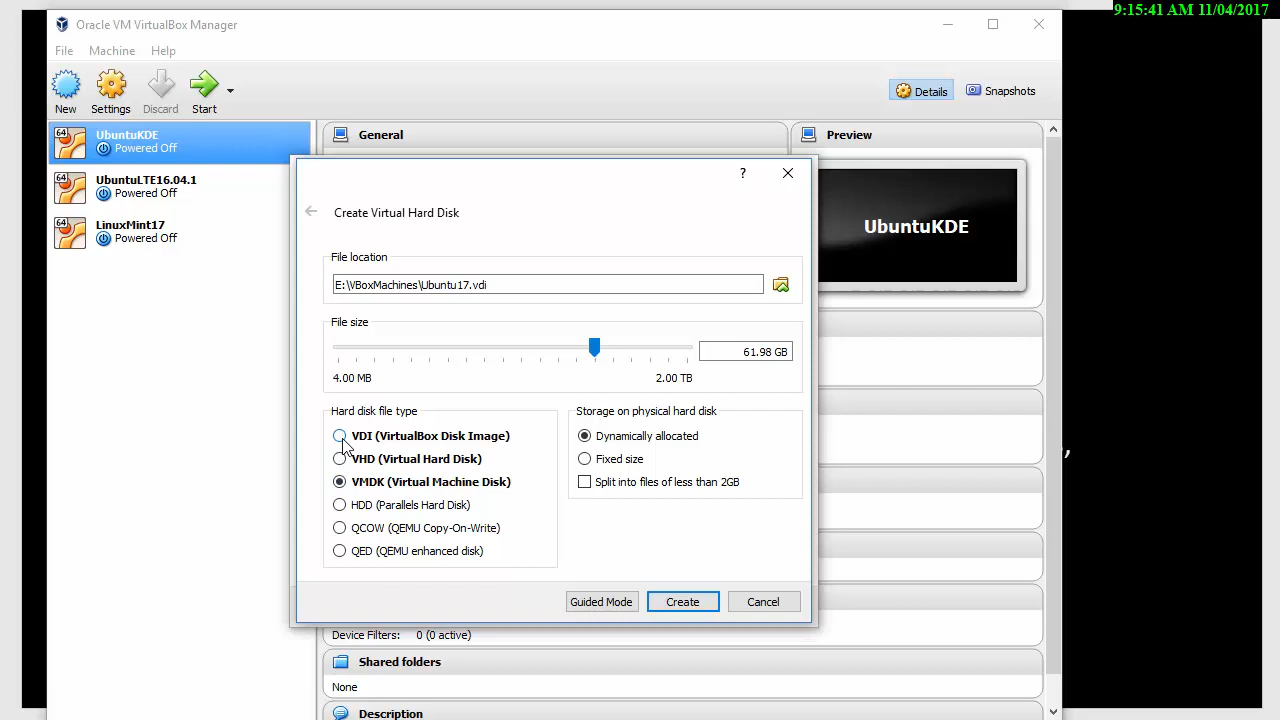 9:15:41 AM 11/04/2017
Oracle VM VirtualBox Manager
File Machine Help
New Settings Discard Start
Details Snapshots
64 UbuntuKDE
Powered Off
64 UbuntuLTE16.04.1
Powered Off
64 LinuxMint17
Powered Off
General
Preview
UbuntuKDE
?
Create Virtual Hard Disk
File location
E:\VBoxMachines\Ubuntu17.vdi
File size
61.98 GB
4.00 MB 2.00 TB
Hard disk file type
VDI (VirtualBox Disk Image)
VHD (Virtual Hard Disk)
VMDK (Virtual Machine Disk)
HDD (Parallels Hard Disk)
QCOW (QEMU Copy-On-Write)
QED (QEMU enhanced disk)
Storage on physical hard disk
Dynamically allocated
Fixed size
Split into files of less than 2GB
Guided Mode Create Cancel
Device Filters: 0 (0 active)
Shared folders
None
Description